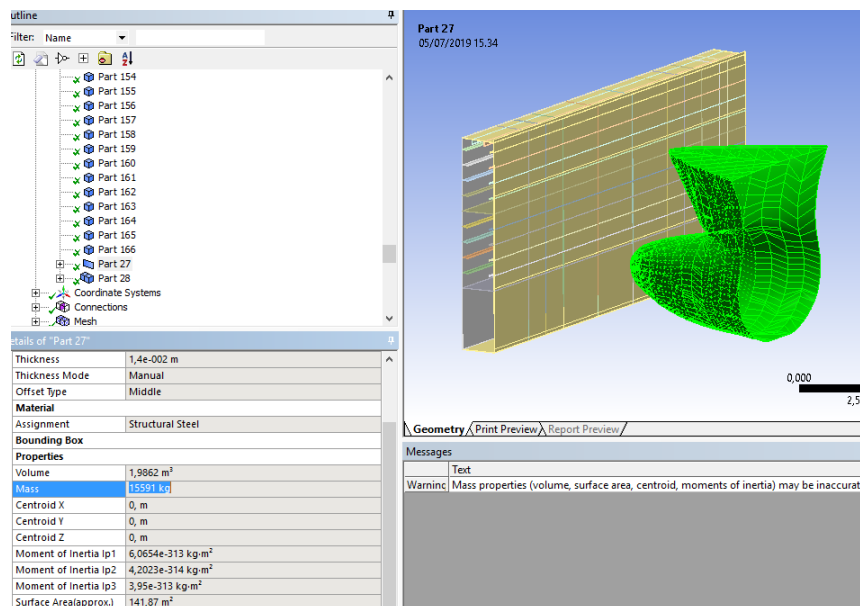 utline
Filter: Name
Part 154
Part 155
Part 156
Part 157
Part 158
Part 159
Part 160
Part 161
Part 162
Part 163
Part 164
Part 165
Part 166
Part 27
Part 28
Coordinate Systems
Connections
Mesh
etails of "Part 27"
Thickness 1,4e-002 m
Thickness Mode Manual
Offset Type Middle
Material
Assignment Structural Steel
Bounding Box
Properties
Volume 1,9862 m³
Mass 15591 kg
Centroid X 0, m
Centroid Y 0, m
Centroid Z 0, m
Moment of Inertia Ip1 6,0654e-313 kg·m²
Moment of Inertia Ip2 4,2023e-314 kg·m²
Moment of Inertia Ip3 3,95e-313 kg·m²
Surface Area(approx.) 141,87 m²
Part 27
05/07/2019 15.34
0,000
2,5
Geometry Print Preview Report Preview
Messages
Text
Warninc Mass properties (volume, surface area, centroid, moments of inertia) may be inaccurat